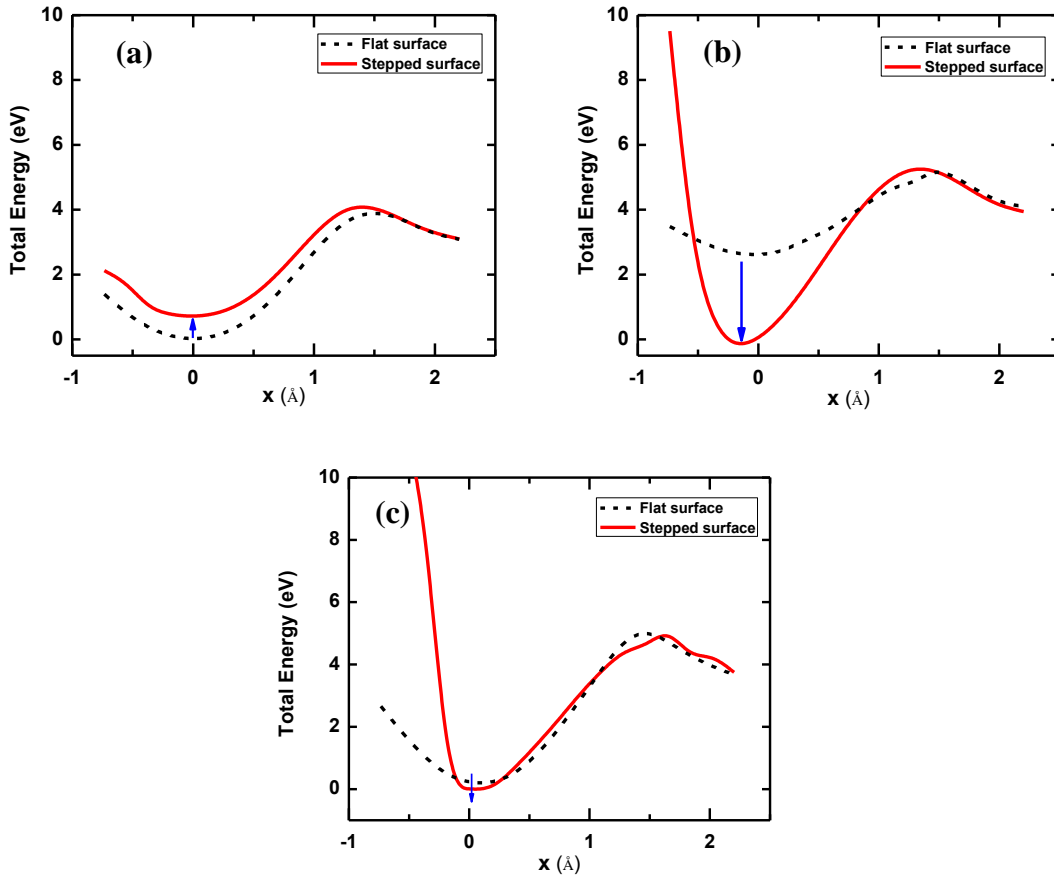 (a)
Flat surface
Stepped surface
Total Energy (eV)
10
8
6
4
2
0
-1
0
1
2
x (Å)
(b)
Flat surface
Stepped surface
Total Energy (eV)
10
8
6
4
2
0
-1
0
1
2
x (Å)
(c)
Flat surface
Stepped surface
Total Energy (eV)
10
8
6
4
2
0
-1
0
1
2
x (Å)